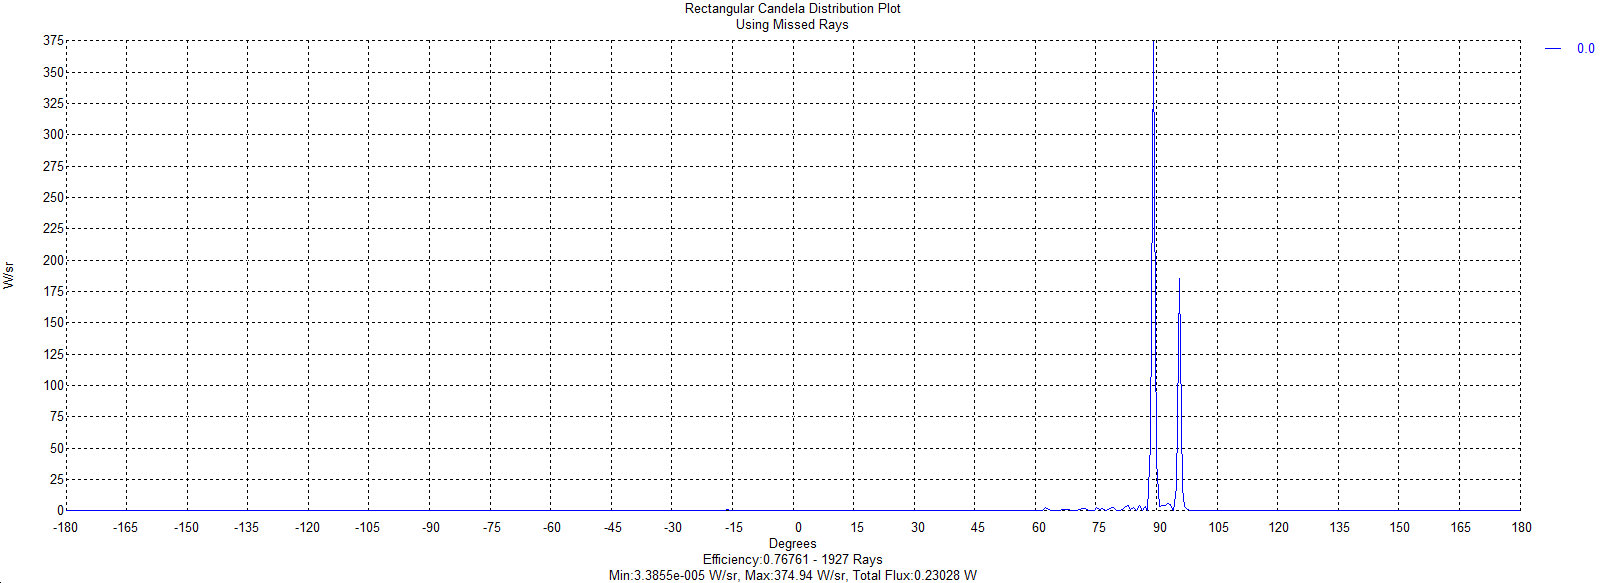 Rectangular Candela Distribution Plot
Using Missed Rays
0.0
375
350
325
300
275
250
225
200
175
150
125
100
75
50
25
0
W/sr
-180 -165 -150 -135 -120 -105 -90 -75 -60 -45 -30 -15 0 15 30 45 60 75 90 105 120 135 150 165 180
Degrees
Efficiency:0.76761 - 1927 Rays
Min:3.3855e-005 W/sr, Max:374.94 W/sr, Total Flux:0.23028 W